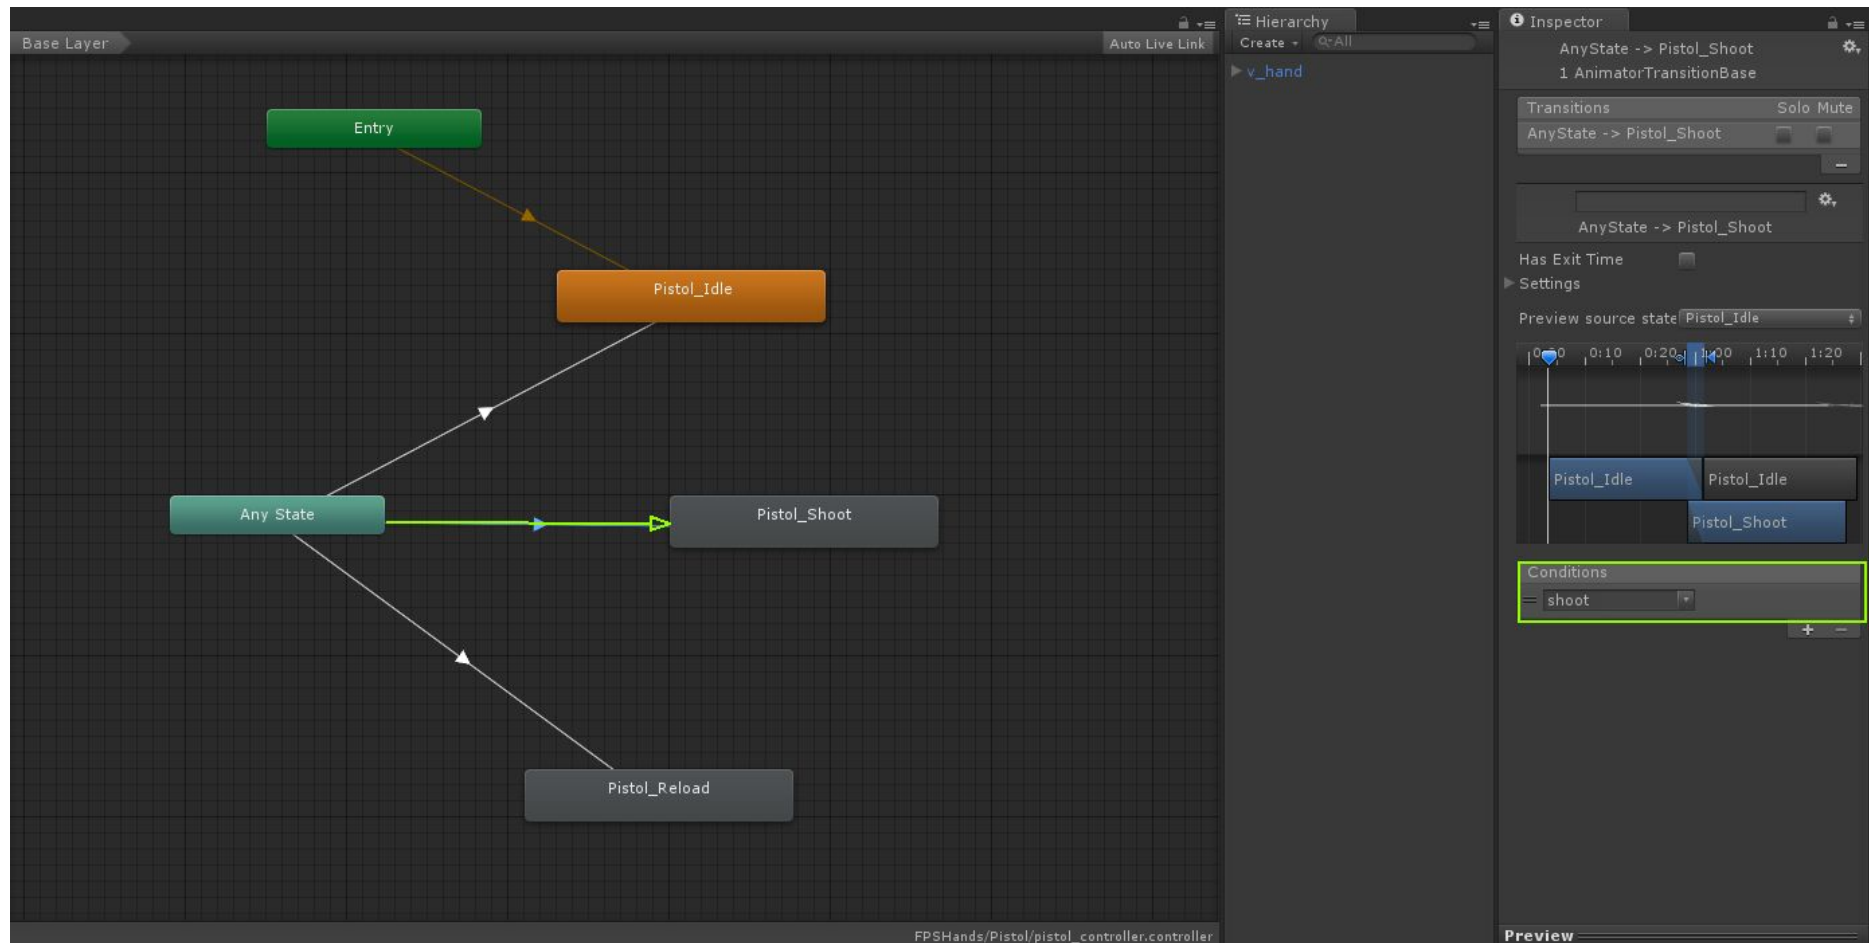 Base Layer
Auto Live Link
Entry
Pistol_Idle
Any State
Pistol_Shoot
Pistol_Reload
FPSHands/Pistol/pistol_controller.controller
Hierarchy
Create
All
v_hand
Inspector
AnyState -> Pistol_Shoot
1 AnimatorTransitionBase
Transitions Solo Mute
AnyState -> Pistol_Shoot
AnyState -> Pistol_Shoot
Has Exit Time
Settings
Preview source state Pistol_Idle
0:10 0:20 1:10 1:20
Pistol_Idle Pistol_Idle
Pistol_Shoot
Conditions
shoot
Preview